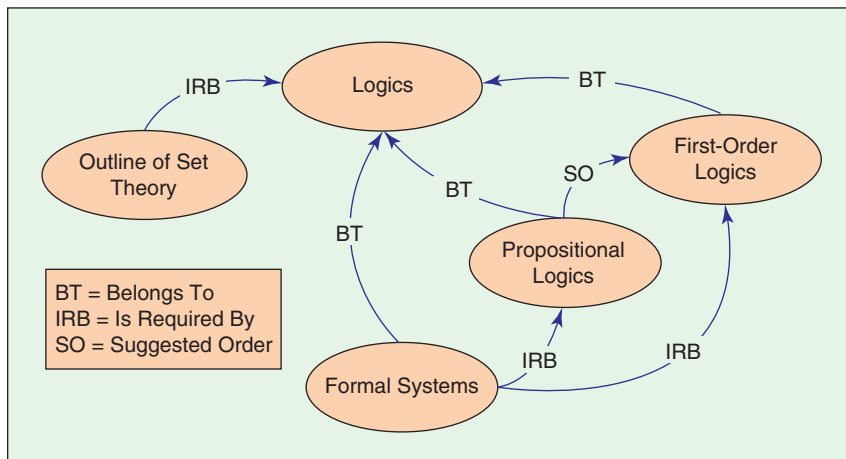 IRB
Logics
BT
Outline of Set
Theory
First-Order
Logics
SO
BT
BT
Propositional
Logics
BT = Belongs To
IRB = Is Required By
SO = Suggested Order
IRB
IRB
Formal Systems